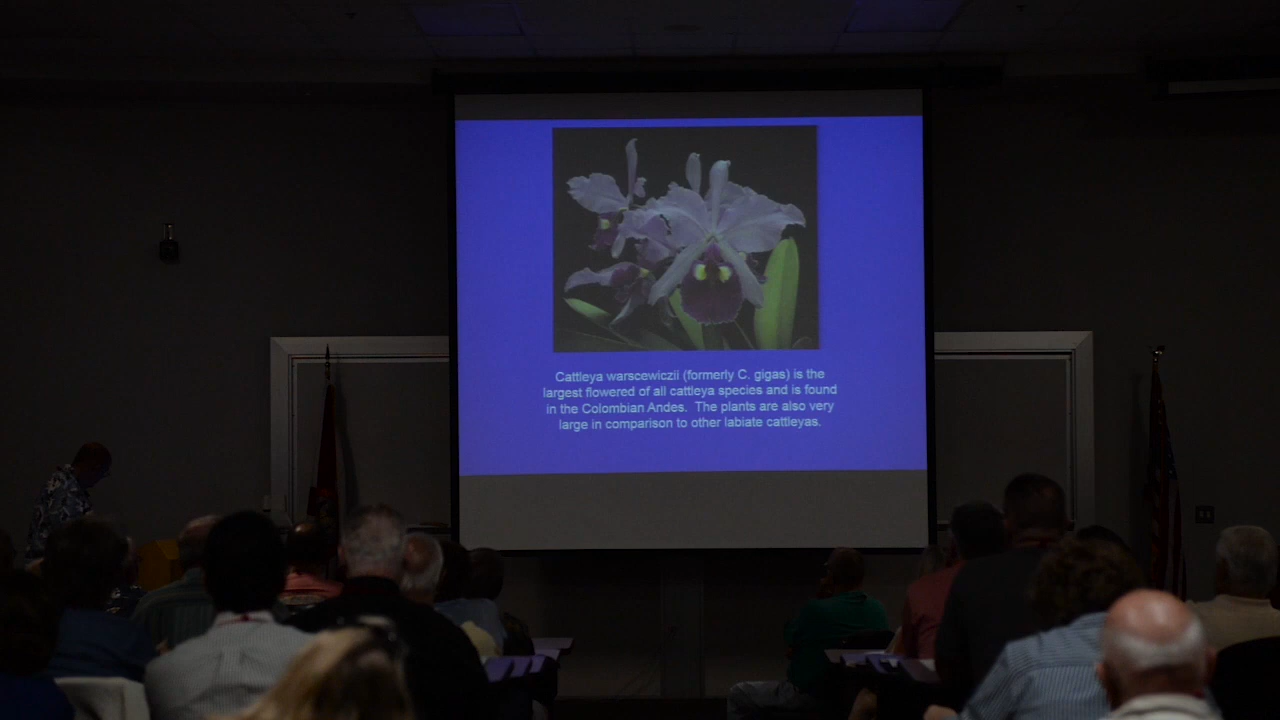 Cattleya warscewiczii (formerly C. gigas) is the
largest flowered of all cattleya species and is found
in the Colombian Andes.  The plants are also very
large in comparison to other labiate cattleyas.